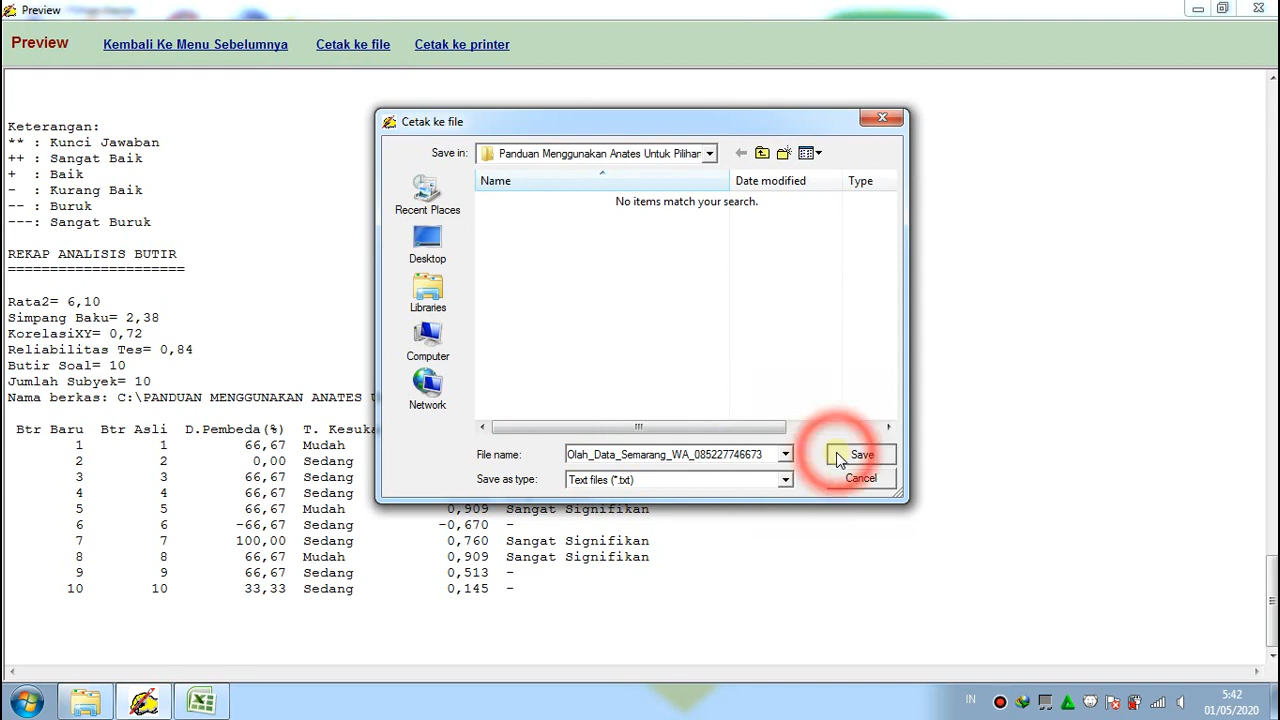 Preview
Preview
Kembali Ke Menu Sebelumnya
Cetak ke file
Cetak ke printer
Keterangan:
** : Kunci Jawaban
++ : Sangat Baik
+ : Baik
- : Kurang Baik
-- : Buruk
---: Sangat Buruk
REKAP ANALISIS BUTIR
=====================
Rata2= 6,10
Simpang Baku= 2,38
KorelasiXY= 0,72
Reliabilitas Tes= 0,84
Butir Soal= 10
Jumlah Subyek= 10
Nama berkas: C:\PANDUAN MENGGUNAKAN ANATES
Btr Baru Btr Asli D.Pembeda(%) T. Kesuka
1 1 66,67 Mudah
2 2 0,00 Sedang
3 3 66,67 Sedang
4 4 66,67 Sedang
5 5 66,67 Mudah 0,909 Sangat Signifikan
6 6 -66,67 Sedang -0,670 -
7 7 100,00 Sedang 0,760 Sangat Signifikan
8 8 66,67 Mudah 0,909 Sangat Signifikan
9 9 66,67 Sedang 0,513 -
10 10 33,33 Sedang 0,145 -
Cetak ke file
Save in: Panduan Menggunakan Anates Untuk Pilihan
Name Date modified Type
No items match your search.
Recent Places
Desktop
Libraries
Computer
Network
File name: Olah_Data_Semarang_WA_085227746673 Save
Save as type: Text files (*.txt) Cancel
IN
5:42
01/05/2020